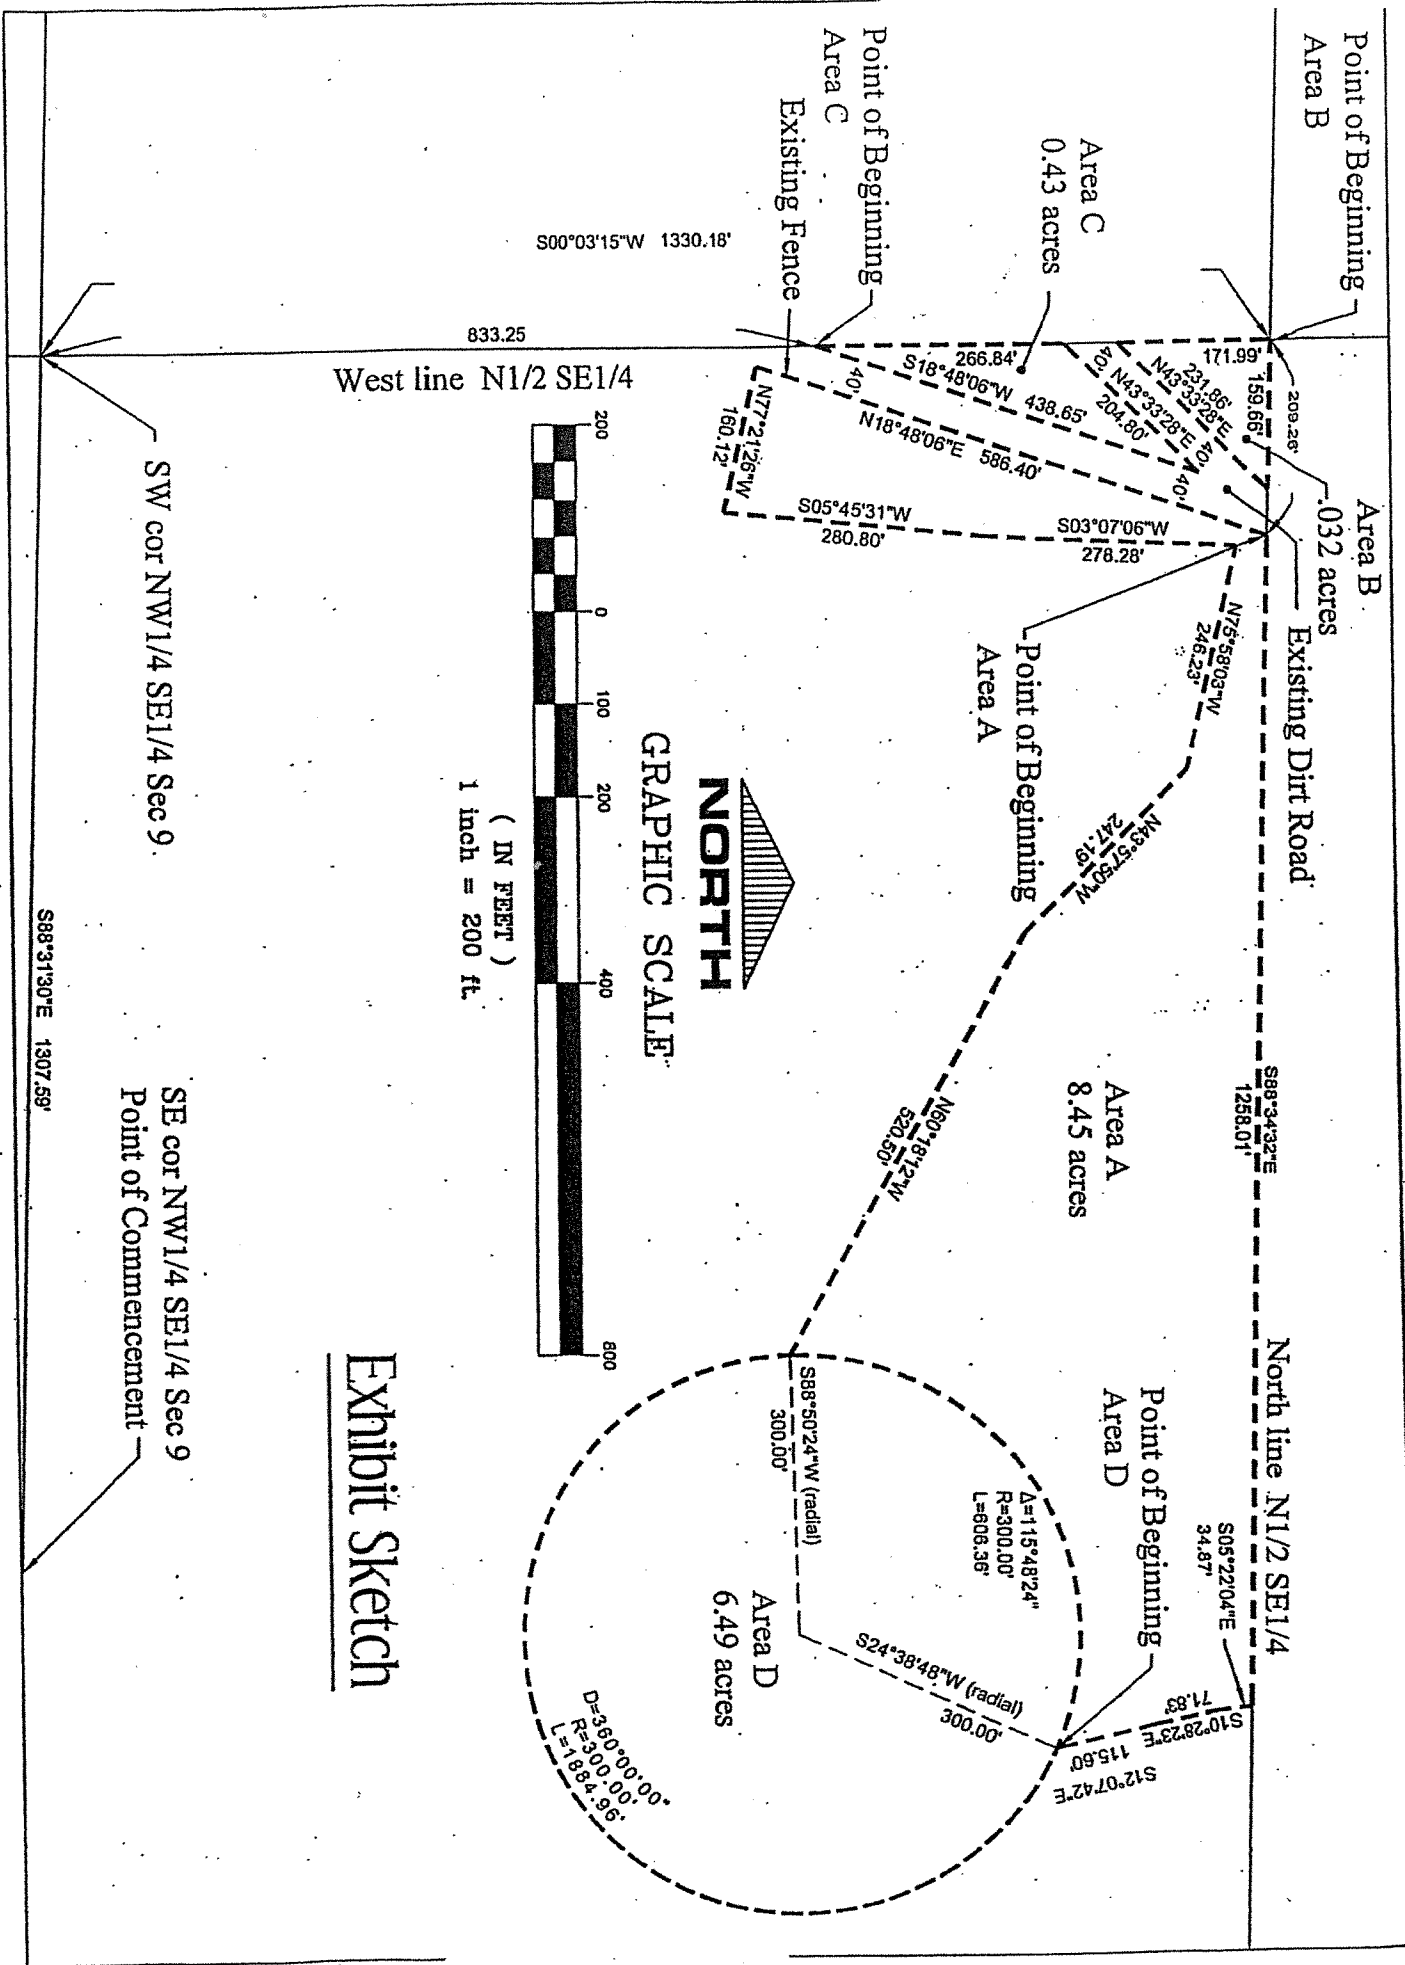 Point of Beginning
Area B
Area B
.032 acres
Existing Dirt Road
North line N1/2 SE1/4
S88°34'32"E
1258.01'
S05°22'04"E
34.87'
S10°28'23"E
71.83'
S12°07'42"E
115.60'
209.26'
159.66'
171.99'
N43°33'28"E
231.86'
N43°33'28"E
204.80'
40'
40'
40'
40'
266.84'
S18°48'06"W 438.65'
N18°48'06"E 586.40'
N77°21'26"W
160.12'
S05°45'31"W
280.80'
S03°07'06"W
278.28'
N75°58'03"W
246.23'
N43°57'50"W
247.19'
N60°18'12"W
520.50'
Area C
0.43 acres
Point of Beginning
Area C
Existing Fence
Point of Beginning
Area A
Area A
8.45 acres
Point of Beginning
Area D
Δ=115°48'24"
R=300.00'
L=606.36'
S88°50'24"W (radial)
300.00'
S24°38'48"W (radial)
300.00'
Area D
6.49 acres
D=360°00'00"
R=300.00'
L=1884.96'
S00°03'15"W 1330.18'
833.25
West line N1/2 SE1/4
NORTH
GRAPHIC SCALE
200
0
100
200
400
800
( IN FEET )
1 inch = 200 ft.
Exhibit Sketch
SW cor NW1/4 SE1/4 Sec 9
SE cor NW1/4 SE1/4 Sec 9
Point of Commencement
S88°31'30"E 1307.59'